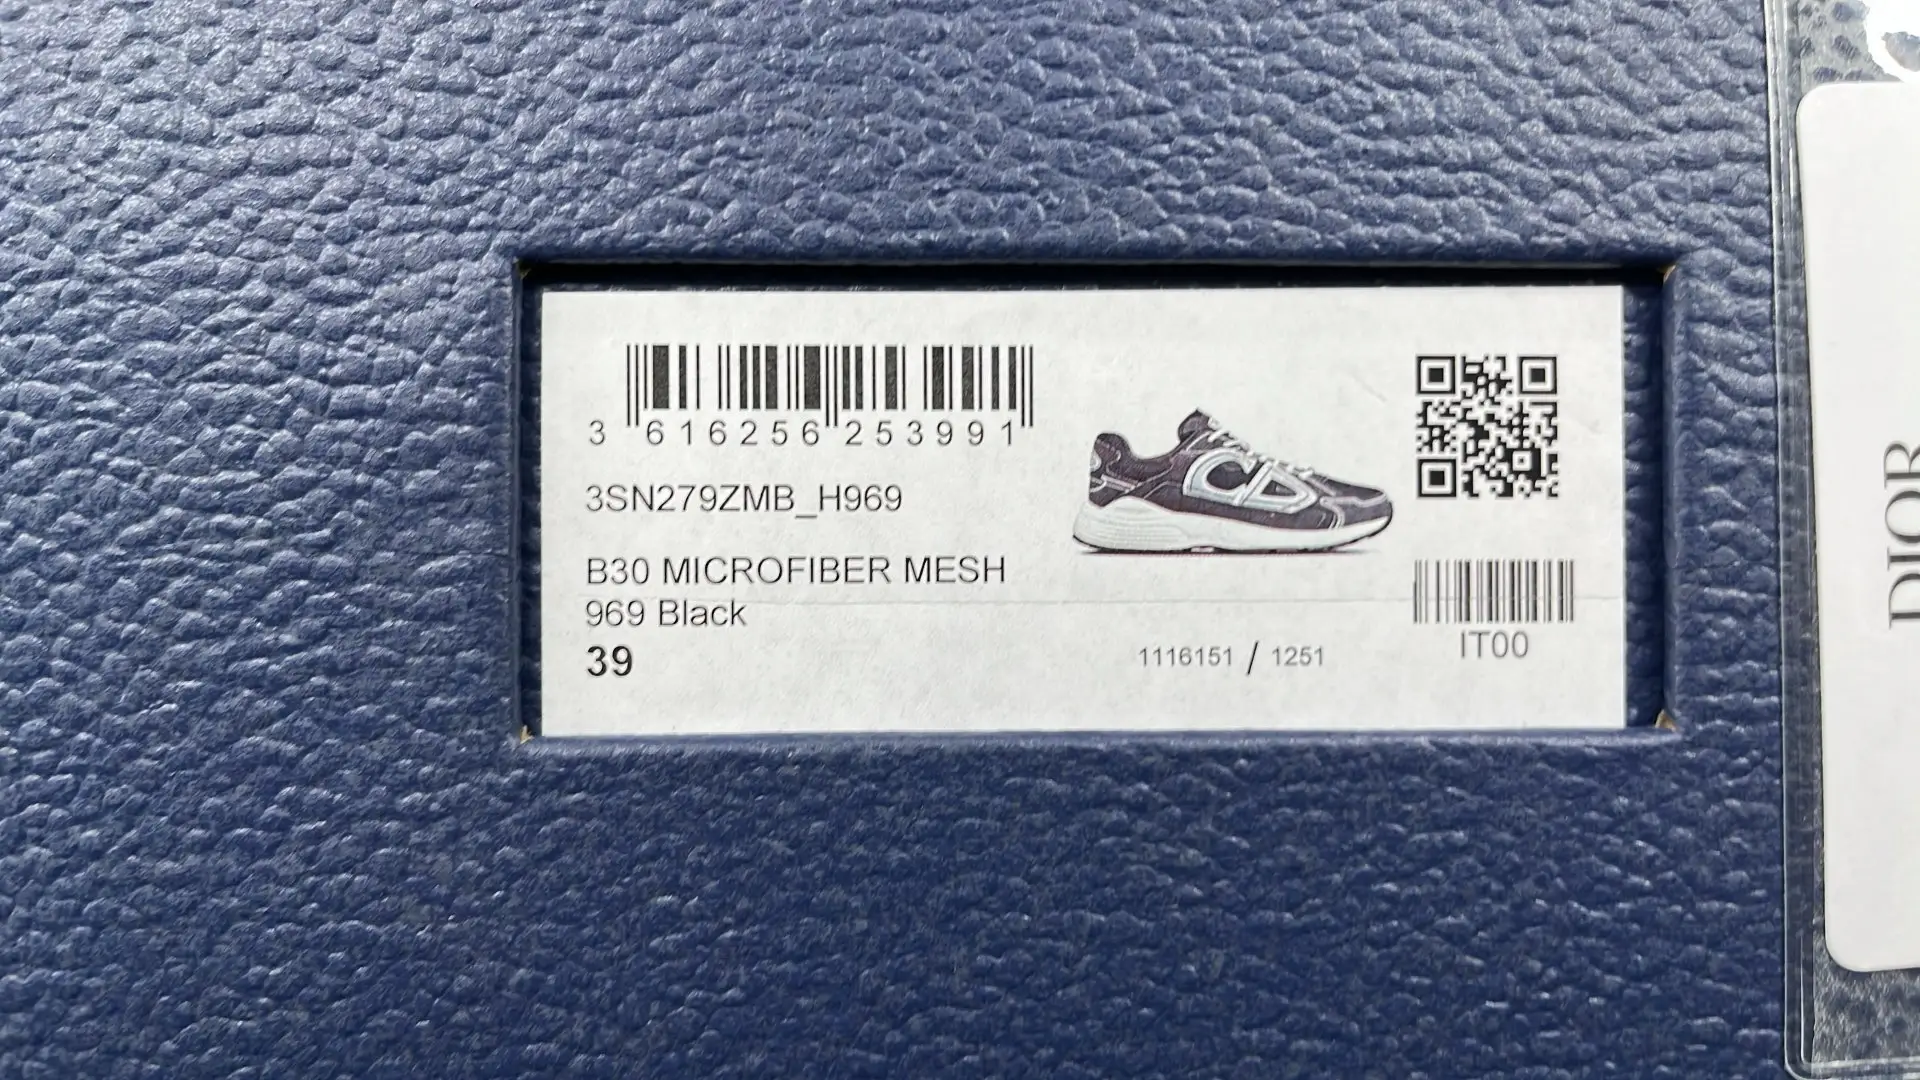 3 616256 253991
3SN279ZMB_H969
B30 MICROFIBER MESH
969 Black
39
1116151 / 1251
IT00
DIOR